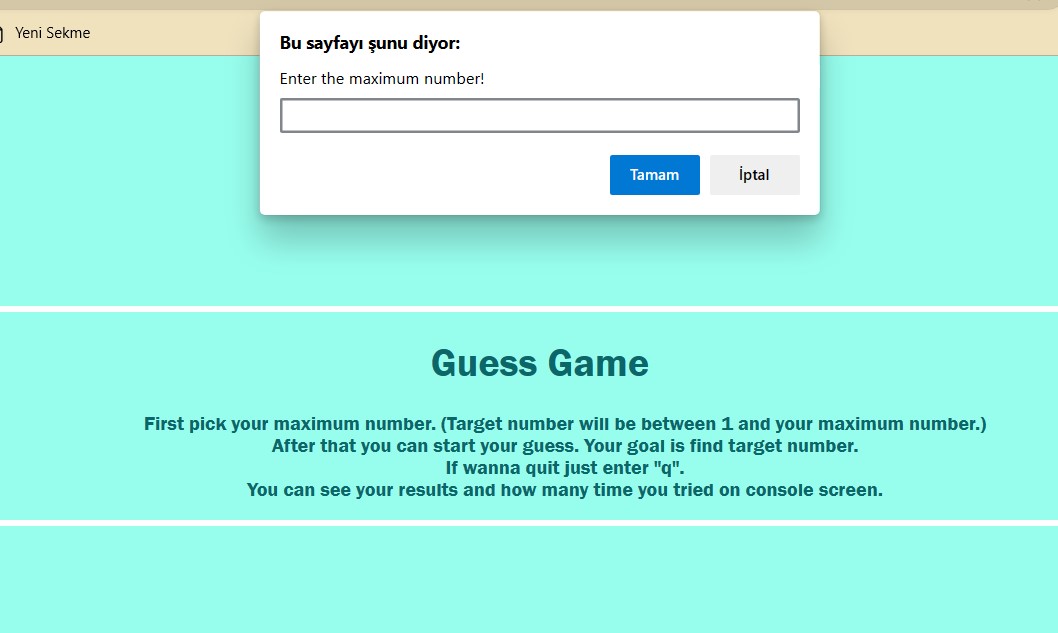 Yeni Sekme
Bu sayfayı şunu diyor:
Enter the maximum number!
Tamam
İptal
Guess Game
First pick your maximum number. (Target number will be between 1 and your maximum number.)
After that you can start your guess. Your goal is find target number.
If wanna quit just enter "q".
You can see your results and how many time you tried on console screen.